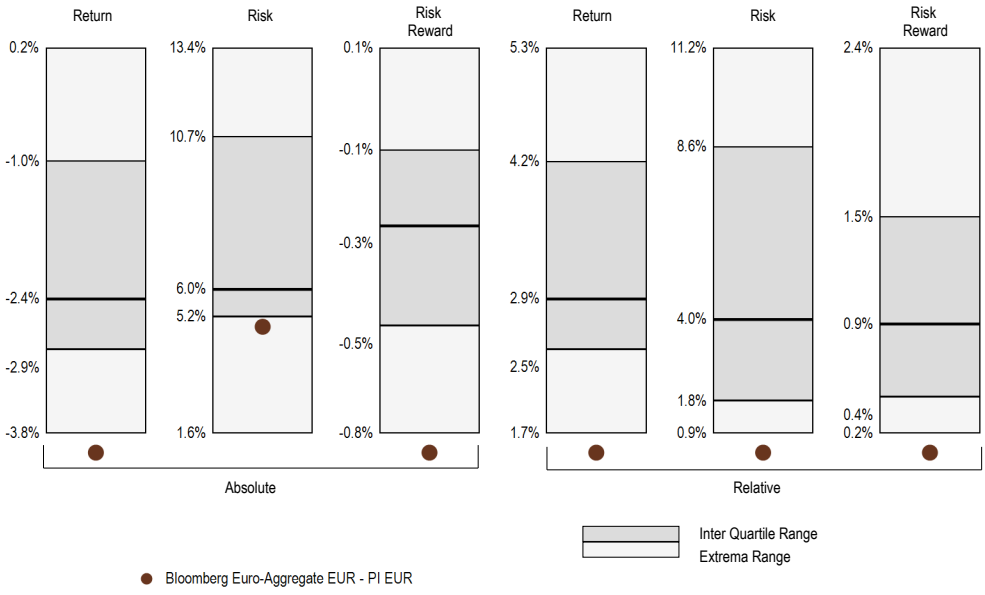 Return
Risk
Risk
Reward
Return
Risk
Risk
Reward
0.2%
-1.0%
-2.4%
-2.9%
-3.8%
13.4%
10.7%
6.0%
5.2%
1.6%
0.1%
-0.1%
-0.3%
-0.5%
-0.8%
5.3%
4.2%
2.9%
2.5%
1.7%
11.2%
8.6%
4.0%
1.8%
0.9%
2.4%
1.5%
0.9%
0.4%
0.2%
Absolute
Relative
Inter Quartile Range
Extrema Range
Bloomberg Euro-Aggregate EUR - PI EUR